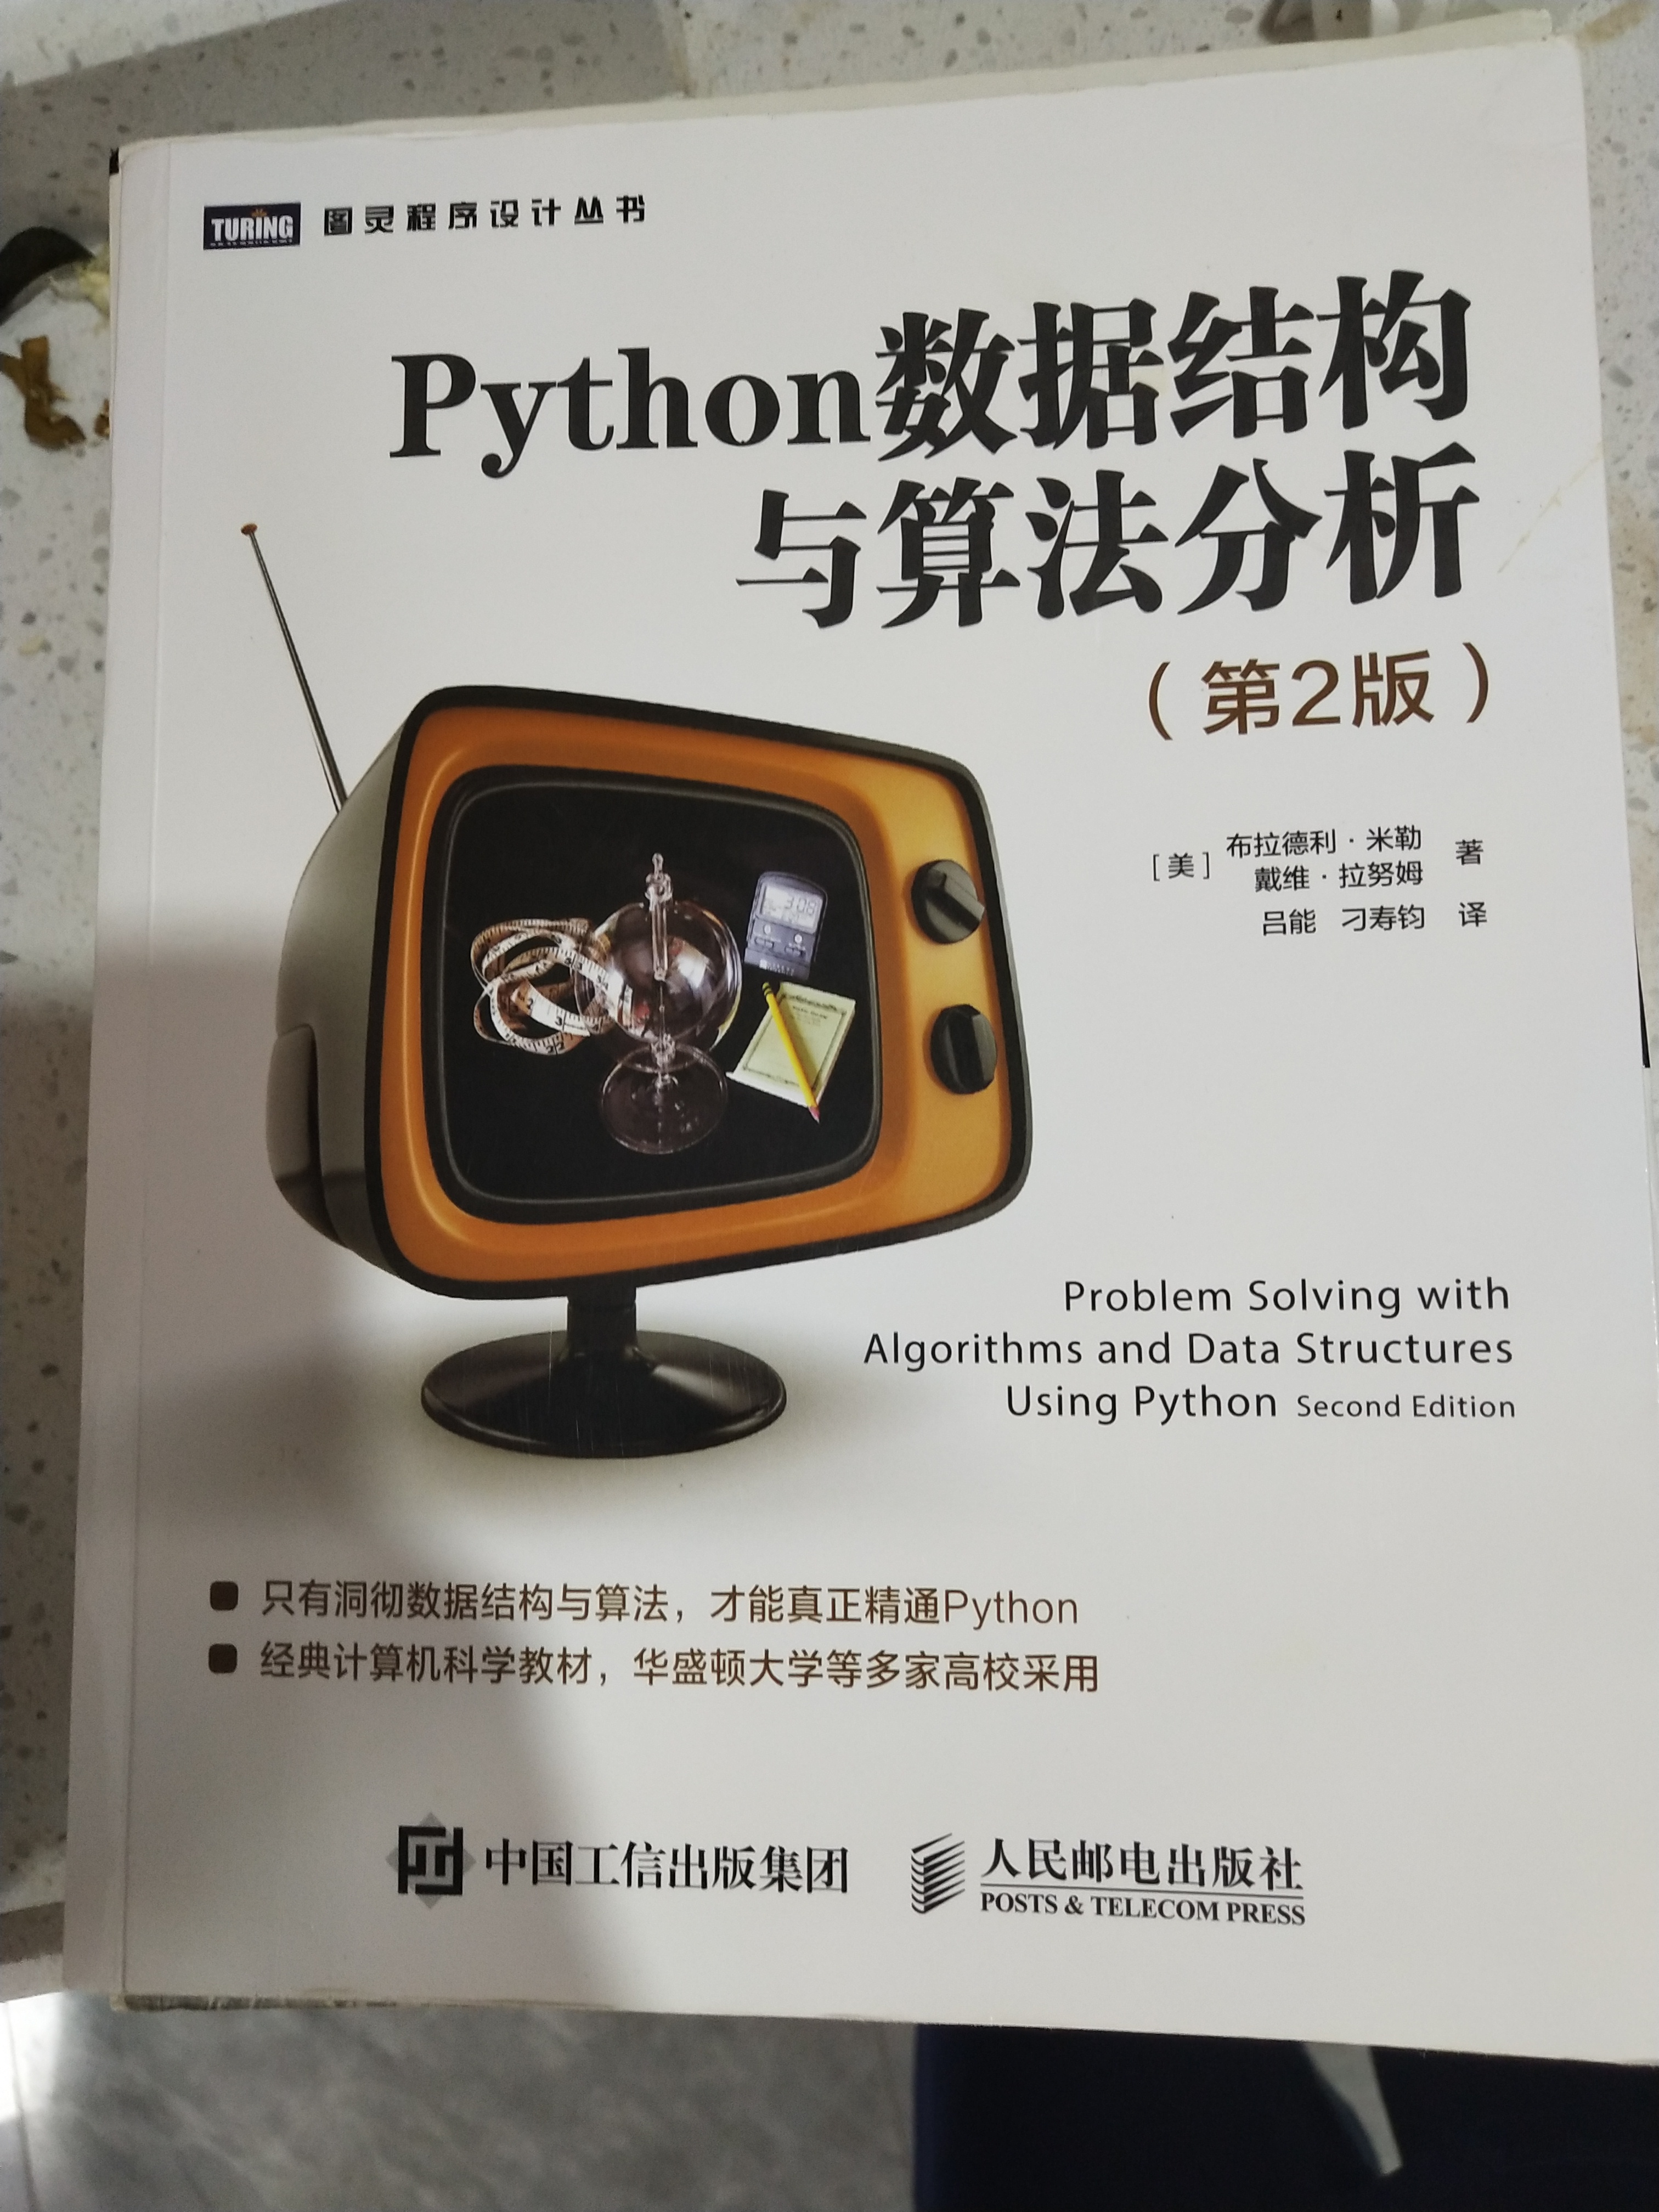 TURING 图灵程序设计丛书
Python数据结构
与算法分析
（第2版）
[美] 布拉德利·米勒 著
戴维·拉努姆
吕能 刁寿钧 译
3:08
Problem Solving with
Algorithms and Data Structures
Using Python Second Edition
只有洞彻数据结构与算法，才能真正精通Python
经典计算机科学教材，华盛顿大学等多家高校采用
中国工信出版集团 人民邮电出版社
POSTS & TELECOM PRESS